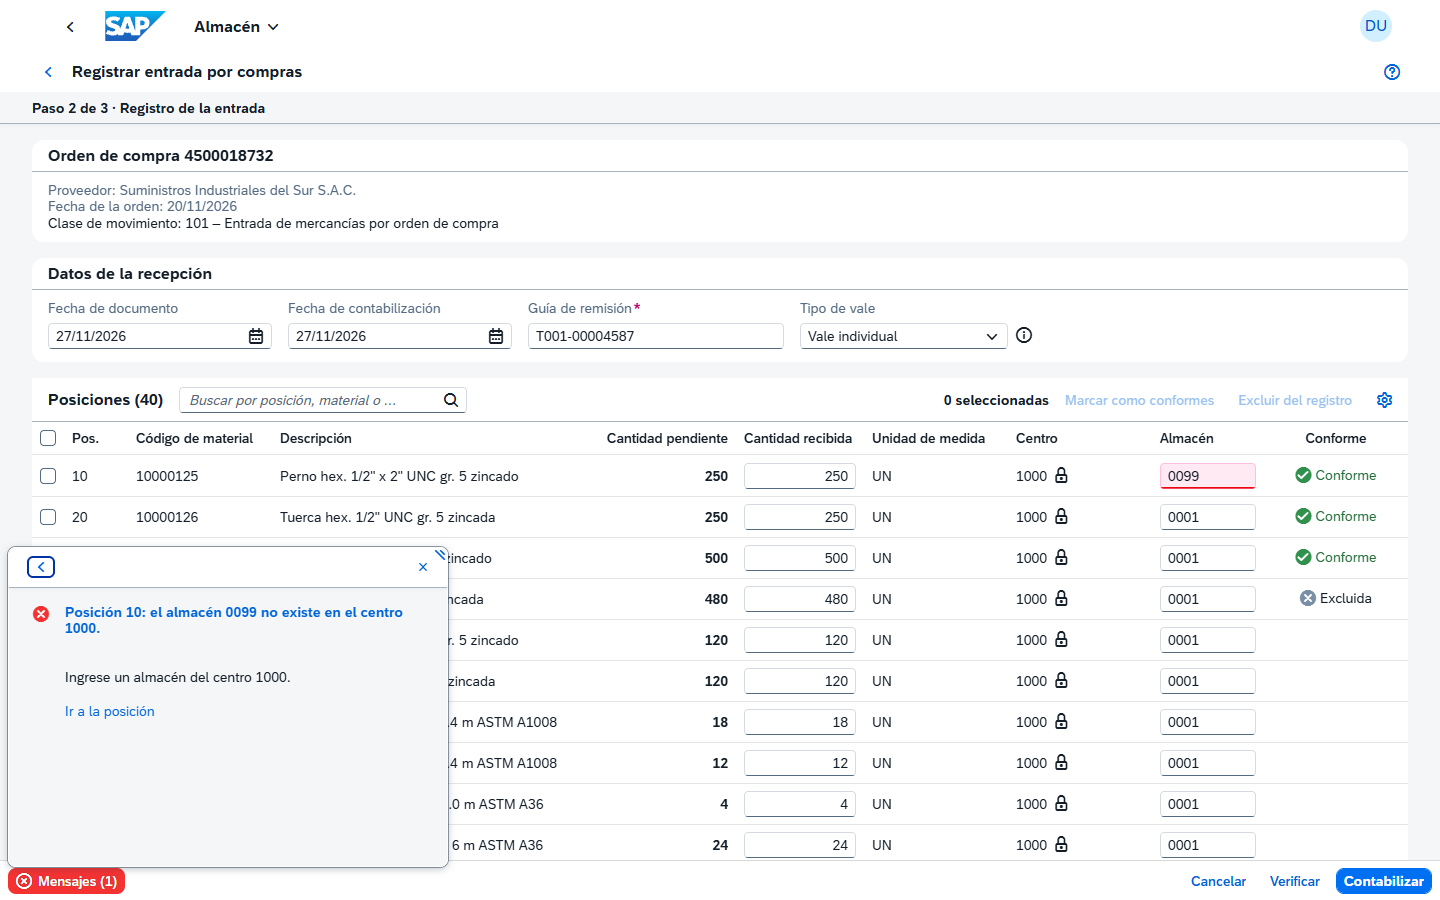 SAP
Almacén
DU
Registrar entrada por compras
Paso 2 de 3 · Registro de la entrada
Orden de compra 4500018732
Proveedor: Suministros Industriales del Sur S.A.C.
Fecha de la orden: 20/11/2026
Clase de movimiento: 101 – Entrada de mercancías por orden de compra
Datos de la recepción
Fecha de documento Fecha de contabilización Guía de remisión* Tipo de vale
27/11/2026 27/11/2026 T001-00004587 Vale individual
Posiciones (40) Buscar por posición, material o ... 0 seleccionadas Marcar como conformes Excluir del registro
Pos. Código de material Descripción Cantidad pendiente Cantidad recibida Unidad de medida Centro Almacén Conforme
10 10000125 Perno hex. 1/2" x 2" UNC gr. 5 zincado 250 250 UN 1000 0099 Conforme
20 10000126 Tuerca hex. 1/2" UNC gr. 5 zincada 250 250 UN 1000 0001 Conforme
zincado 500 500 UN 1000 0001 Conforme
ncada 480 480 UN 1000 0001 Excluida
r. 5 zincado 120 120 UN 1000 0001
zincada 120 120 UN 1000 0001
.4 m ASTM A1008 18 18 UN 1000 0001
.4 m ASTM A1008 12 12 UN 1000 0001
.0 m ASTM A36 4 4 UN 1000 0001
6 m ASTM A36 24 24 UN 1000 0001
Posición 10: el almacén 0099 no existe en el centro
1000.
Ingrese un almacén del centro 1000.
Ir a la posición
Mensajes (1) Cancelar Verificar Contabilizar